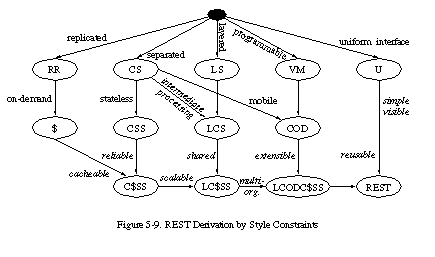 replicated
separated
layered
programmable
uniform interface
RR
CS
LS
VM
U
on-demand
stateless
intermediate
processing
mobile
simple
visible
$
CSS
LCS
COD
cacheable
reliable
shared
extensible
reusable
C$SS
scalable
LC$SS
multi-
org.
LCODC$SS
REST
Figure 5-9. REST Derivation by Style Constraints